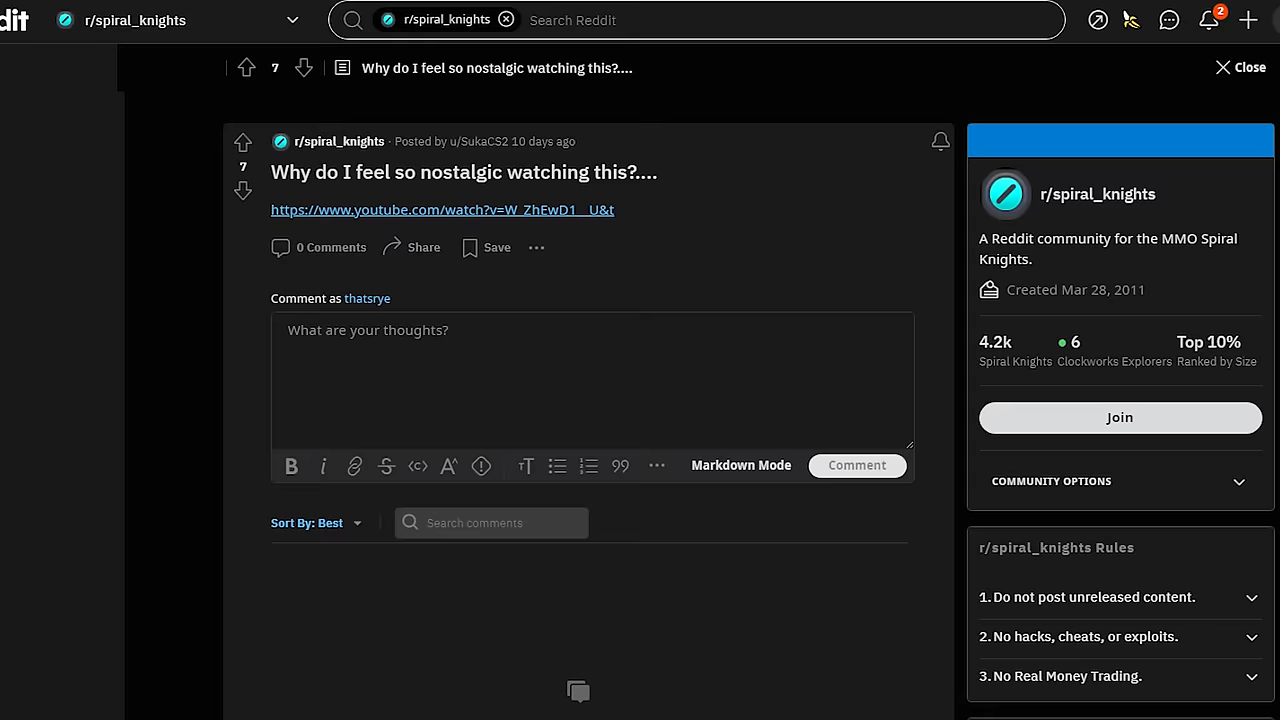 dit r/spiral_knights r/spiral_knights Search Reddit 2
7 Why do I feel so nostalgic watching this?.... Close
r/spiral_knights · Posted by u/SukaCS2 10 days ago
7
Why do I feel so nostalgic watching this?....
https://www.youtube.com/watch?v=W_ZhEwD1__U&t
0 Comments Share Save ...
Comment as thatsrye
What are your thoughts?
Markdown Mode Comment
Sort By: Best Search comments
r/spiral_knights
A Reddit community for the MMO Spiral
Knights.
Created Mar 28, 2011
4.2k 6 Top 10%
Spiral Knights Clockworks Explorers Ranked by Size
Join
COMMUNITY OPTIONS
r/spiral_knights Rules
1. Do not post unreleased content.
2. No hacks, cheats, or exploits.
3. No Real Money Trading.